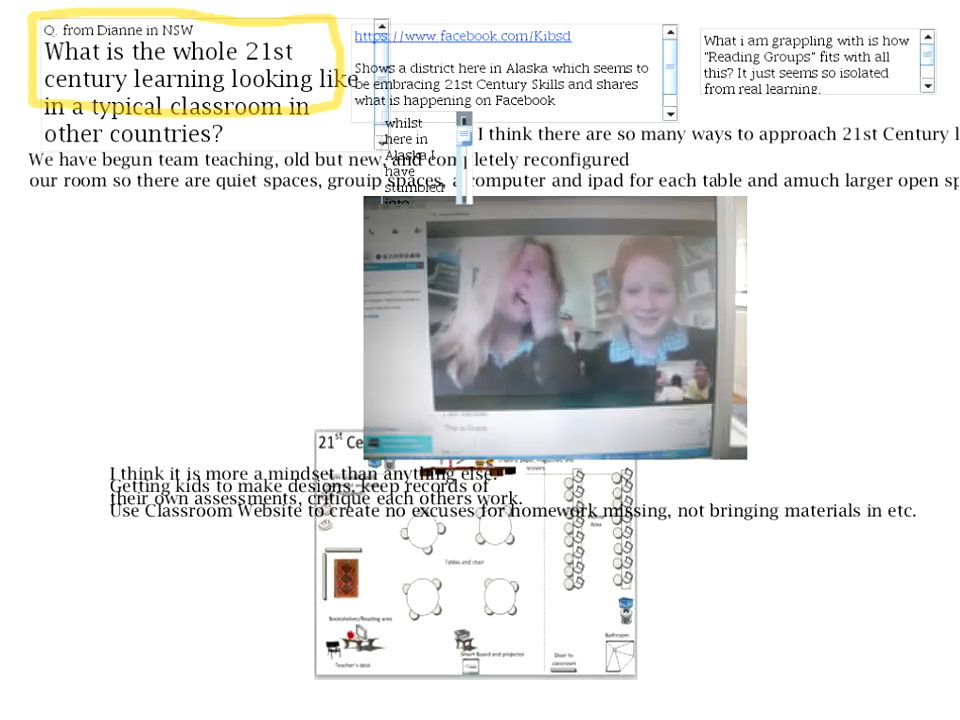 Q. from Dianne in NSW
What is the whole 21st
century learning looking like
in a typical classroom in
other countries?
https://www.facebook.com/Kibsd
Shows a district here in Alaska which seems to
be embracing 21st Century Skills and shares
what is happening on Facebook
What i am grappling with is how
"Reading Groups" fits with all
this? It just seems so isolated
from real learning.
whilst
here in
Alaska I
have
stumbled
into
I think there are so many ways to approach 21st Century l
We have begun team teaching, old but new, and completely reconfigured
our room so there are quiet spaces, grouip spaces, a computer and ipad for each table and amuch larger open sp
21st Ce
I think it is more a mindset than anything else.
Getting kids to make designs, keep records of
their own assessments, critique each others work.
Use Classroom Website to create no excuses for homework missing, not bringing materials in etc.
Area
Tables and chair
Bookshelves/Reading area
Teacher's desk
Smart Board and projector
Door to
classroom
Bathroom